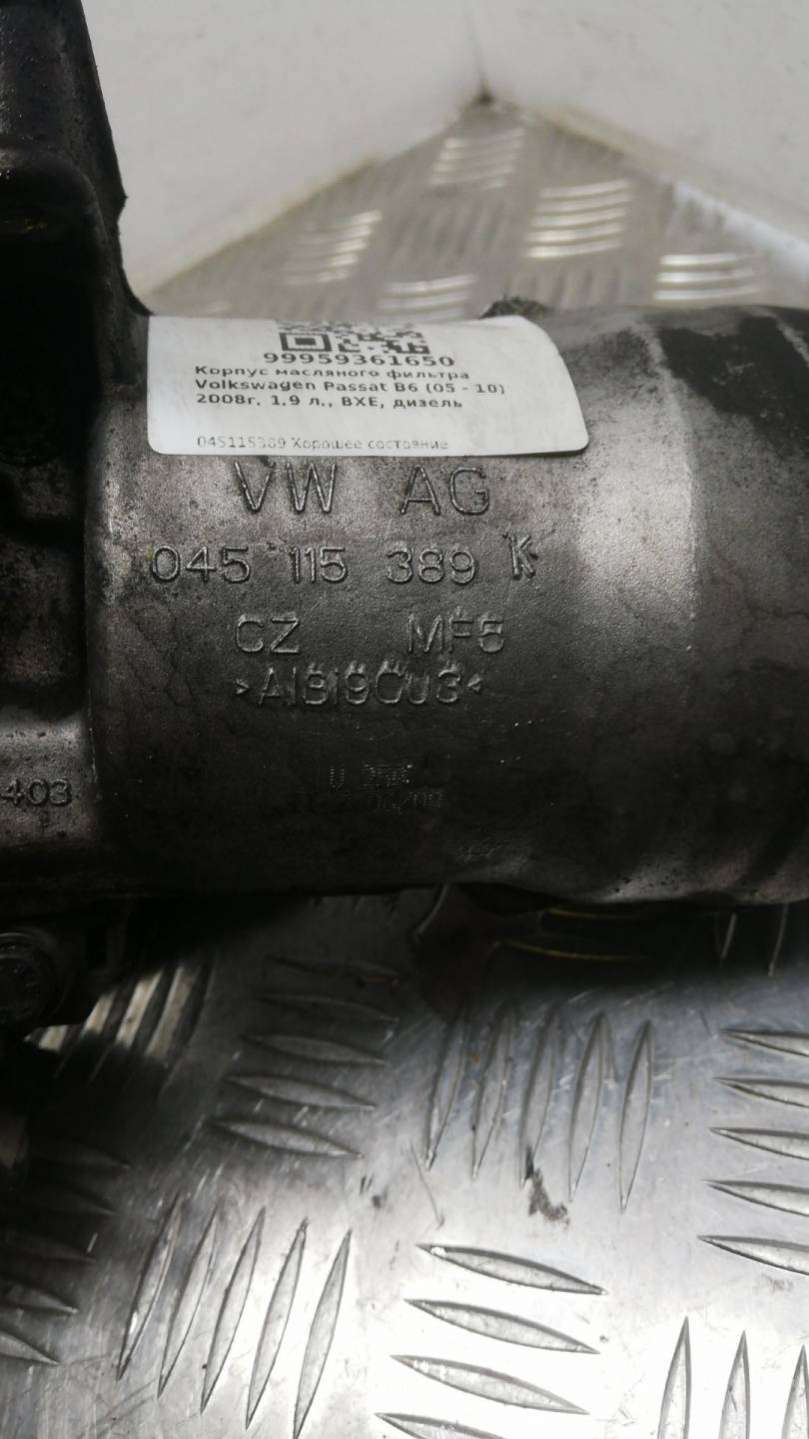 99959361650
Корпус масляного фильтра
Volkswagen Passat B6 (05 - 10)
2008г. 1.9 л., BXE, дизель
045115389 Хорошее состояние
VW AG
045 115 389 K
CZ MF5
403